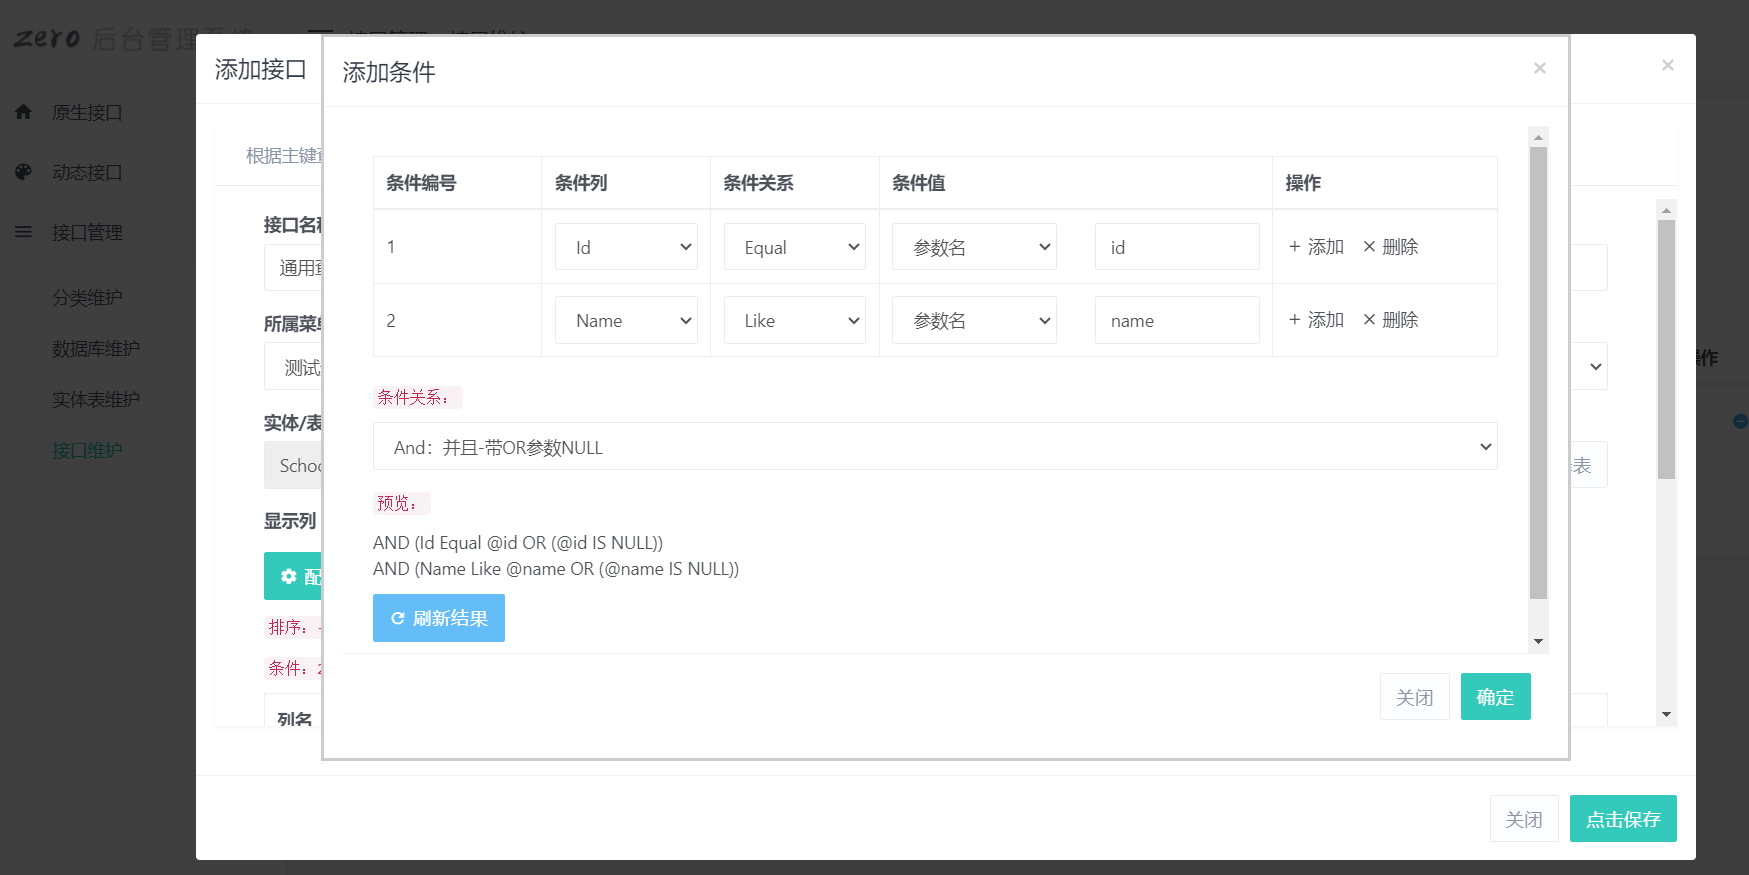 zero 后台管理系统
原生接口
动态接口
接口管理
分类维护
数据库维护
实体表维护
接口维护
添加接口
根据主键
接口名称
通用
所属菜单
测试
实体/表
Schoo
显示列
配
排序：
条件：2
列名
添加条件
×
×
条件编号 条件列 条件关系 条件值 操作
1 Id Equal 参数名 id + 添加 × 删除
2 Name Like 参数名 name + 添加 × 删除
条件关系：
And：并且-带OR参数NULL
预览：
AND (Id Equal @id OR (@id IS NULL))
AND (Name Like @name OR (@name IS NULL))
刷新结果
关闭 确定
操作
表
关闭 点击保存